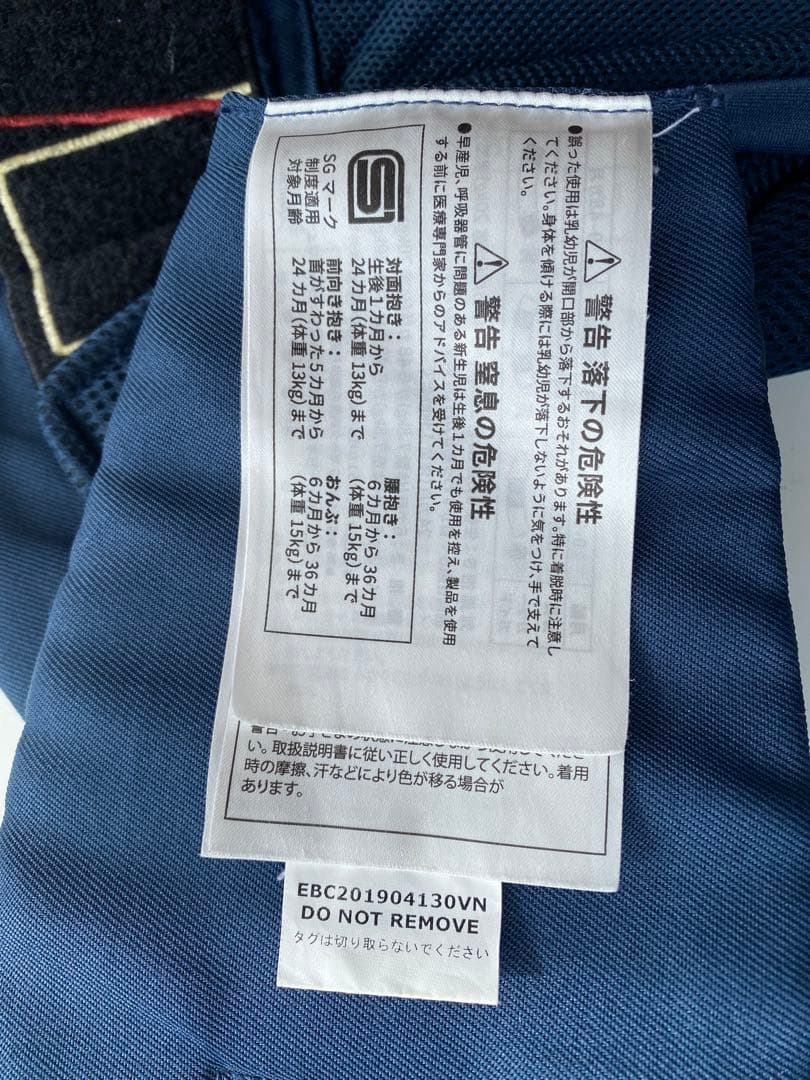 ⚠ 警告 落下の危険性
●誤った使用は乳幼児が開口部から落下するおそれがあります。特に着脱時に注意し
てください。身体を傾ける際には乳幼児が落下しないように気をつけ、手で支えて
ください。
⚠ 警告 窒息の危険性
●早産児、呼吸器管に問題のある新生児は生後1カ月でも使用を控え、製品を使用
する前に医療専門家からのアドバイスを受けてください。
SG マーク
制度適用
対象月齢
対面抱き：
生後1カ月から
24カ月（体重13kg）まで
前向き抱き：
首がすわった5カ月から
24カ月（体重13kg）まで
腰抱き：
6カ月から36カ月
（体重15kg）まで
おんぶ：
6カ月から36カ月
（体重15kg）まで
い。取扱説明書に従い正しく使用してください。着用
時の摩擦、汗などにより色が移る場合が
あります。
EBC201904130VN
DO NOT REMOVE
タグは切り取らないでください